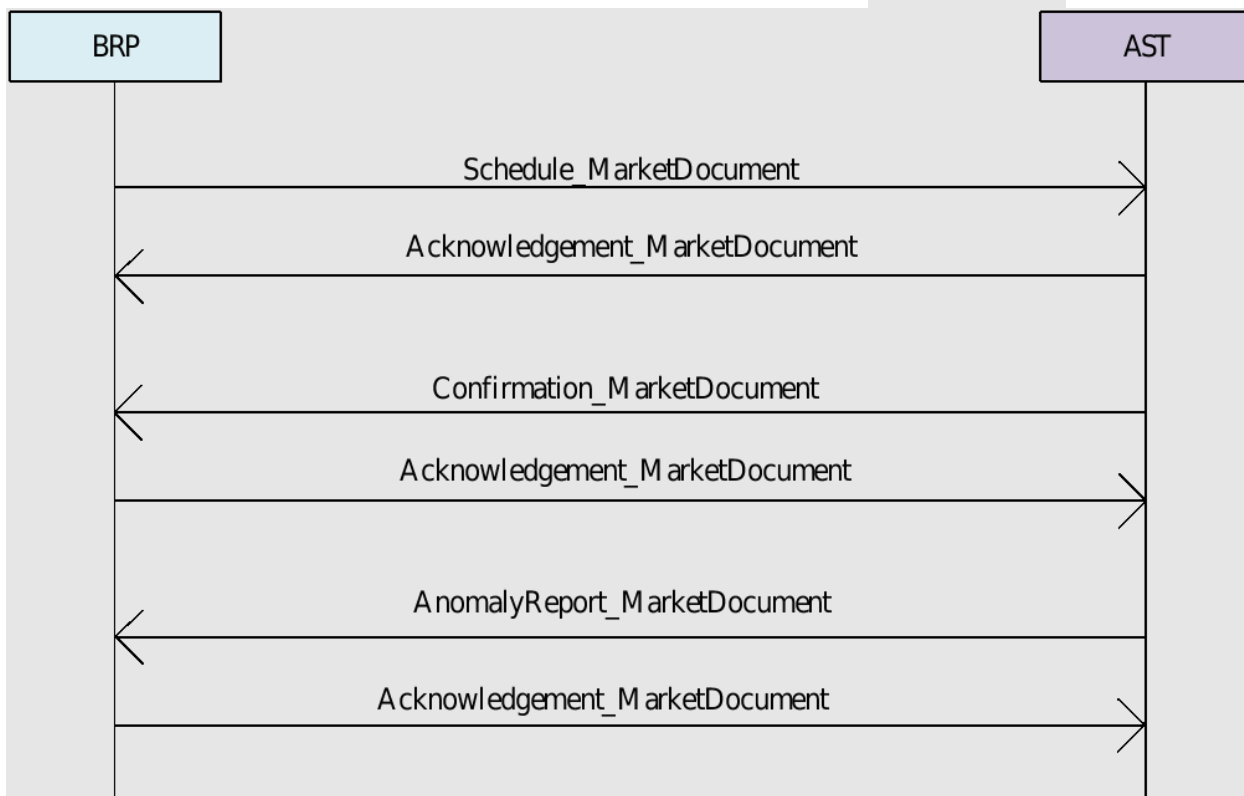 BRP
AST
Schedule_MarketDocument
Acknowledgement_MarketDocument
Confirmation_MarketDocument
Acknowledgement_MarketDocument
AnomalyReport_MarketDocument
Acknowledgement_MarketDocument